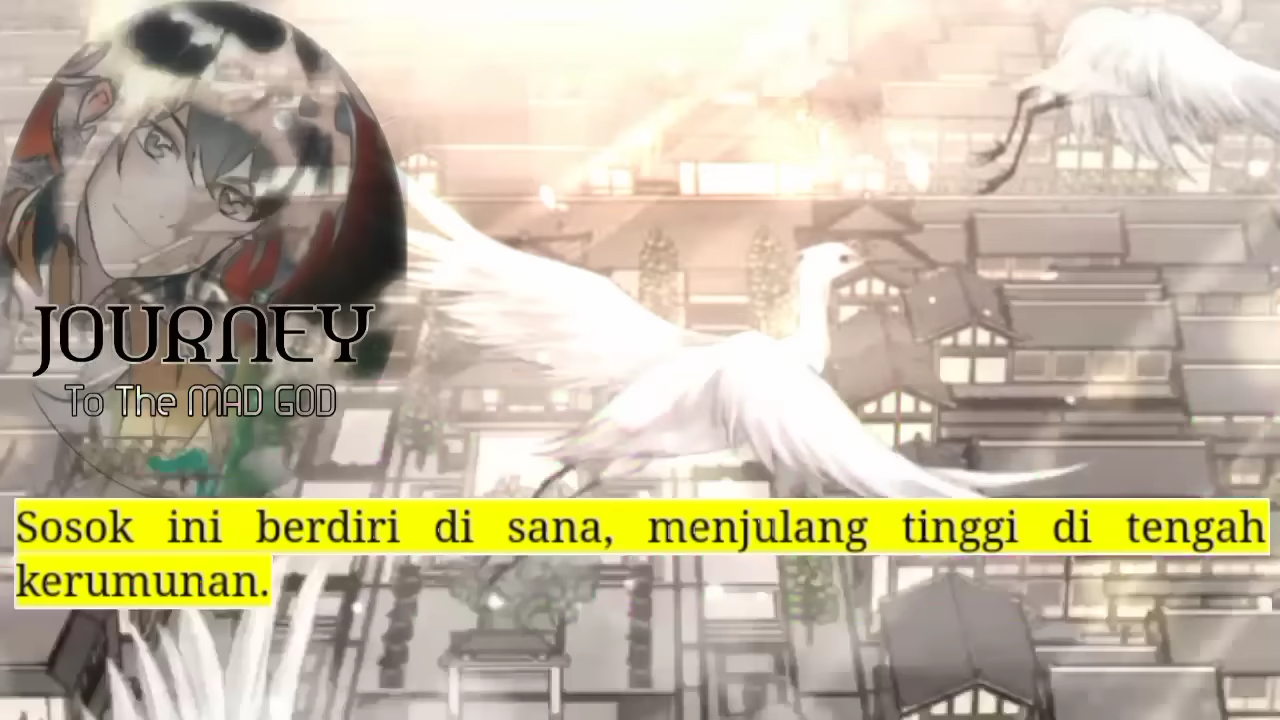 JOURNEY
To The MAD GOD
Sosok ini berdiri di sana, menjulang tinggi di tengah
kerumunan.